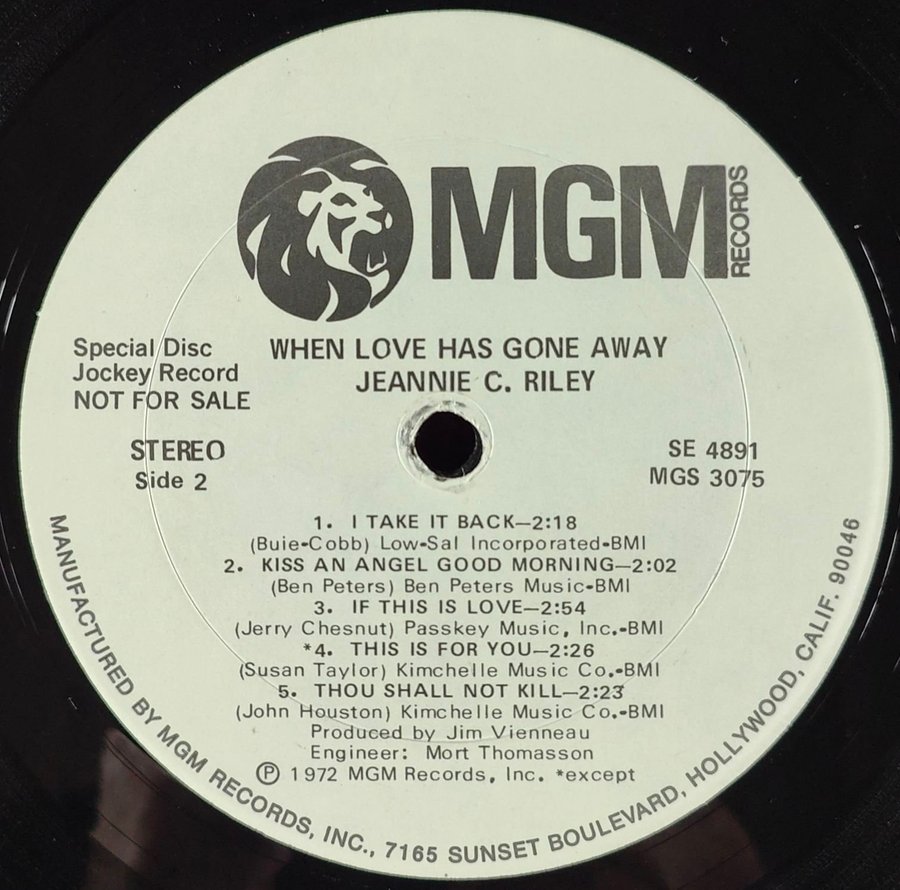 MGM RECORDS
WHEN LOVE HAS GONE AWAY
JEANNIE C. RILEY
Special Disc
Jockey Record
NOT FOR SALE
STEREO
Side 2
SE 4891
MGS 3075
1. I TAKE IT BACK—2:18
(Buie-Cobb) Low-Sal Incorporated-BMI
2. KISS AN ANGEL GOOD MORNING—2:02
(Ben Peters) Ben Peters Music-BMI
3. IF THIS IS LOVE—2:54
(Jerry Chesnut) Passkey Music, Inc.-BMI
*4. THIS IS FOR YOU—2:26
(Susan Taylor) Kimchelle Music Co.-BMI
5. THOU SHALL NOT KILL—2:23
(John Houston) Kimchelle Music Co.-BMI
Produced by Jim Vienneau
Engineer: Mort Thomasson
Ⓟ 1972 MGM Records, Inc. *except
MANUFACTURED BY MGM RECORDS, INC., 7165 SUNSET BOULEVARD, HOLLYWOOD, CALIF. 90046